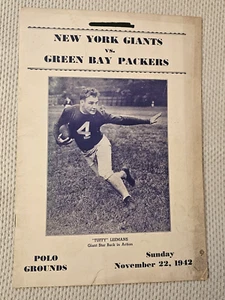 NEW YORK GIANTS
vs.
GREEN BAY PACKERS
4
"TUFFY" LEEMANS
Giant Star Back in Action
POLO
GROUNDS
Sunday
November 22, 1942